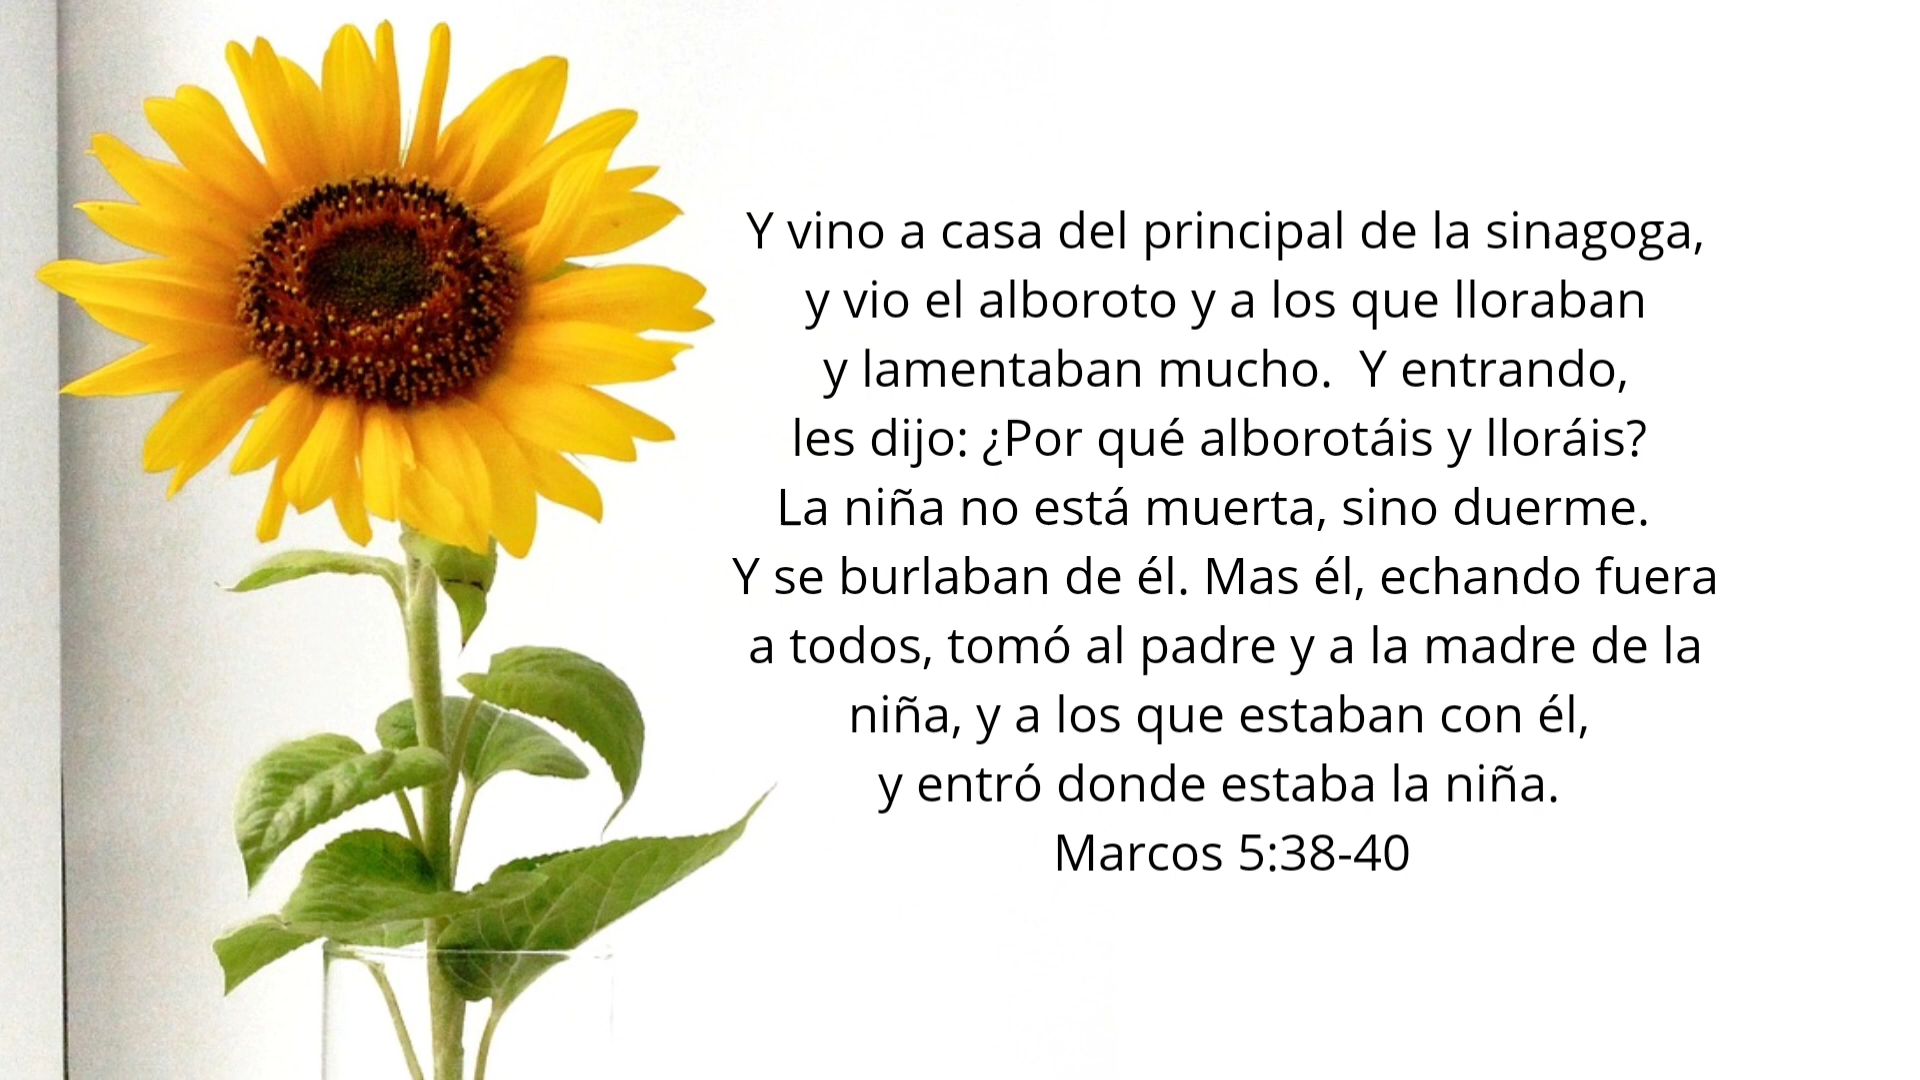 Y vino a casa del principal de la sinagoga,
y vio el alboroto y a los que lloraban
y lamentaban mucho.  Y entrando,
les dijo: ¿Por qué alborotáis y lloráis?
La niña no está muerta, sino duerme.
Y se burlaban de él. Mas él, echando fuera
a todos, tomó al padre y a la madre de la
niña, y a los que estaban con él,
y entró donde estaba la niña.
Marcos 5:38-40